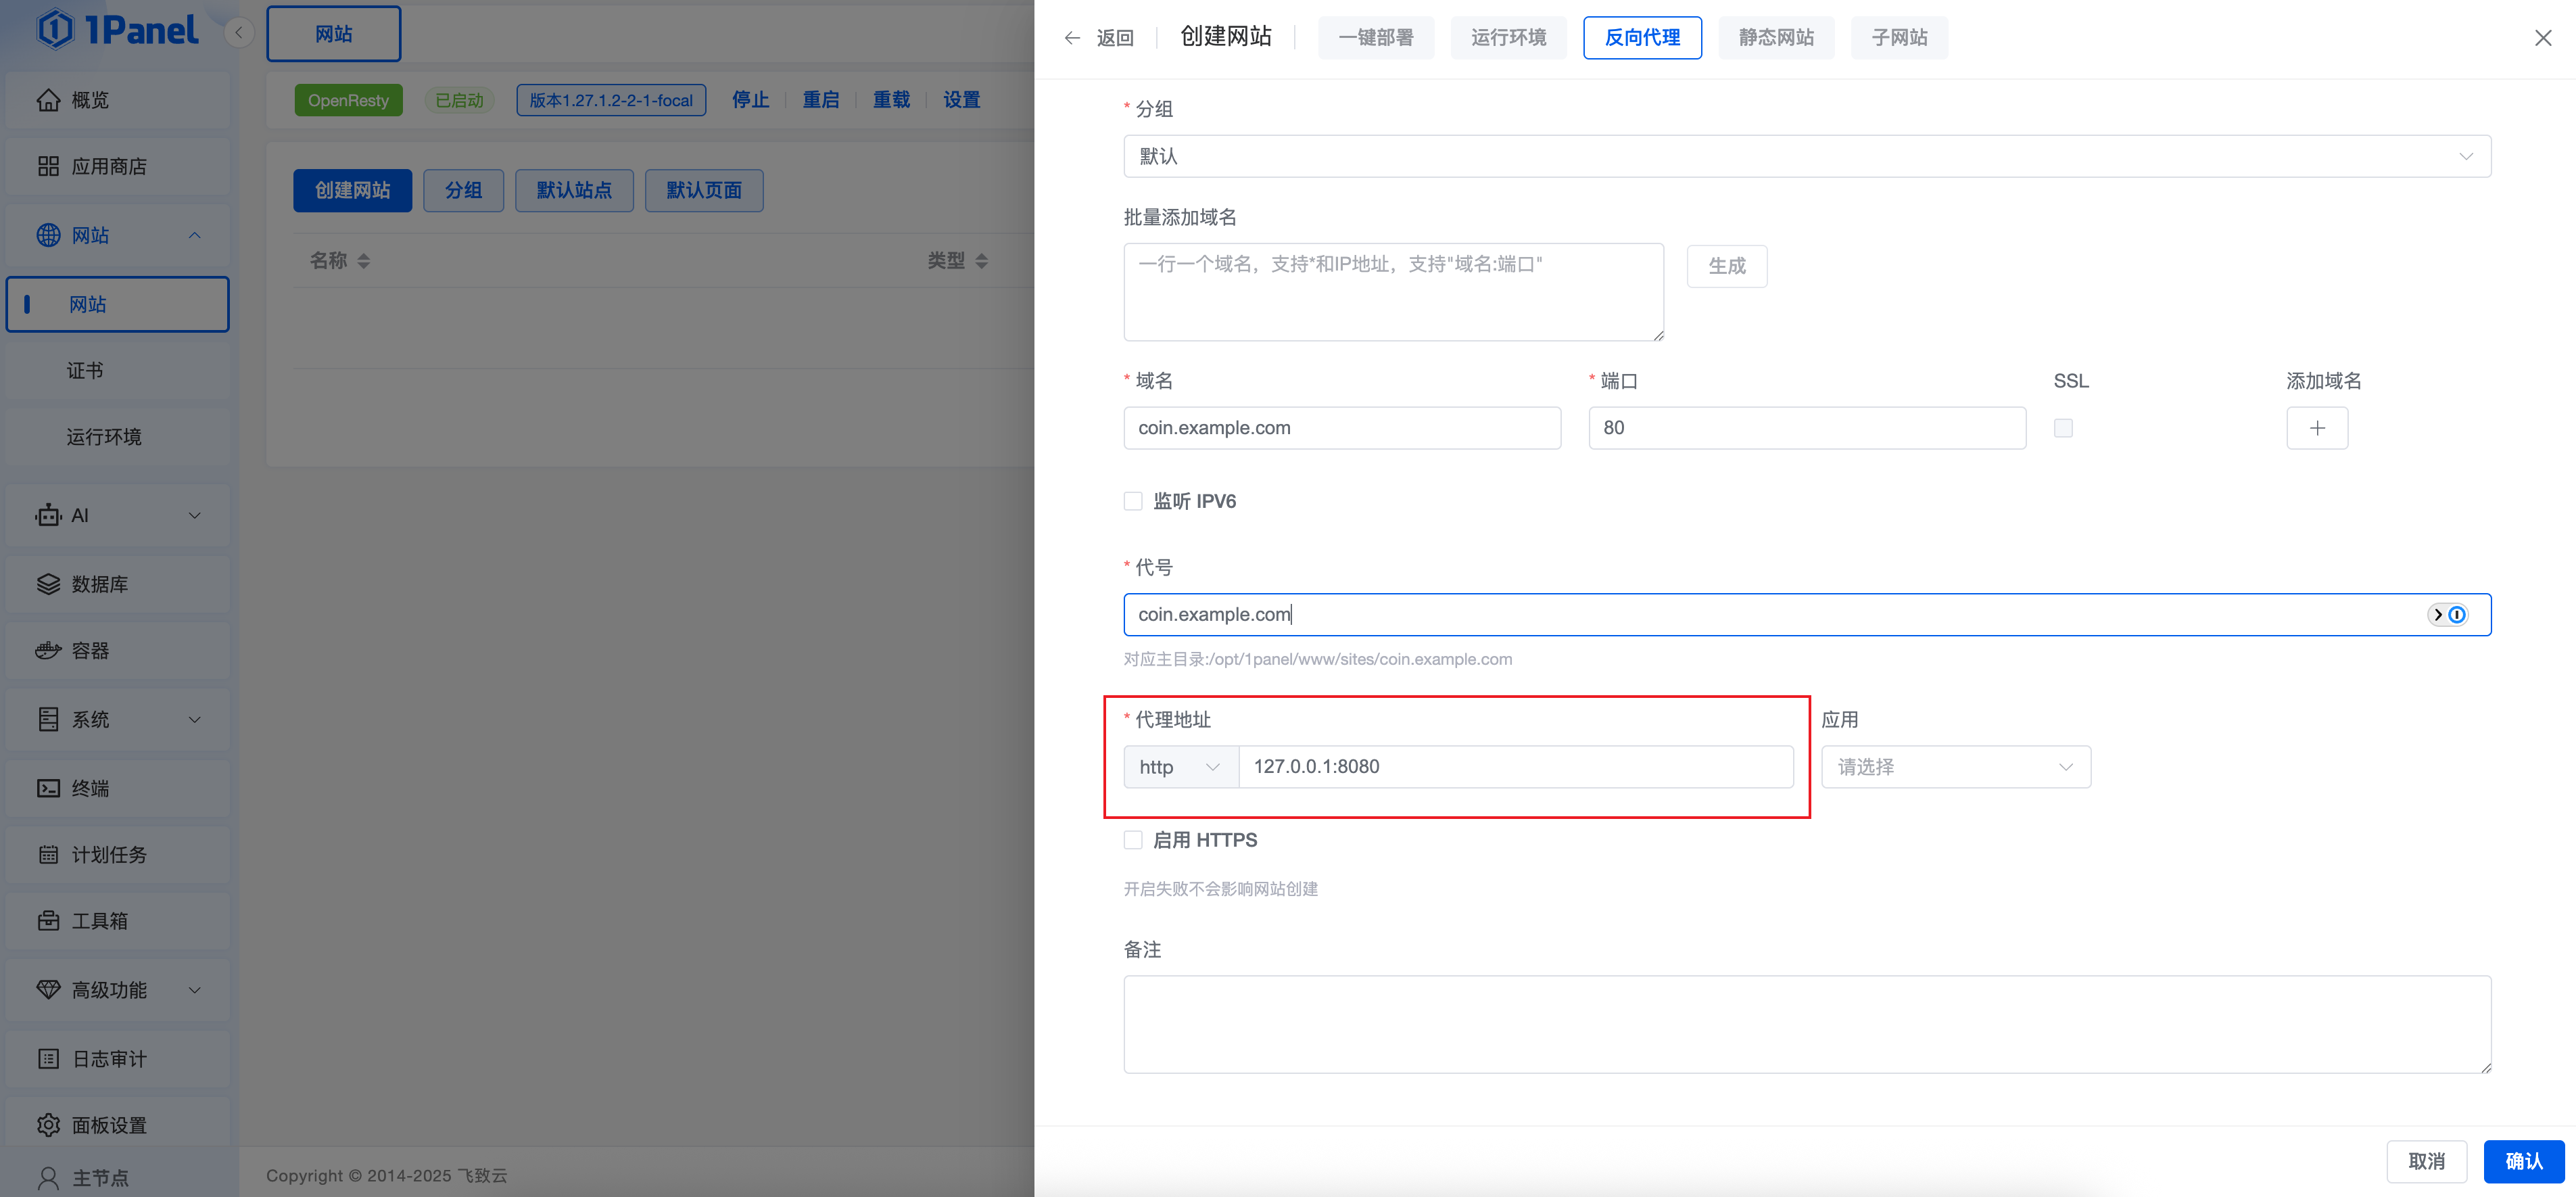 1Panel
概览
应用商店
网站
网站
证书
运行环境
AI
数据库
容器
系统
终端
计划任务
工具箱
高级功能
日志审计
面板设置
主节点
网站
OpenResty
已启动
版本1.27.1.2-2-1-focal
停止
重启
重载
设置
创建网站
分组
默认站点
默认页面
名称
类型
Copyright © 2014-2025 飞致云
返回
创建网站
一键部署
运行环境
反向代理
静态网站
子网站
* 分组
默认
批量添加域名
一行一个域名，支持*和IP地址，支持"域名:端口"
生成
* 域名
* 端口
SSL
添加域名
coin.example.com
80
监听 IPV6
* 代号
coin.example.com
对应主目录:/opt/1panel/www/sites/coin.example.com
* 代理地址
应用
http
127.0.0.1:8080
请选择
启用 HTTPS
开启失败不会影响网站创建
备注
取消
确认